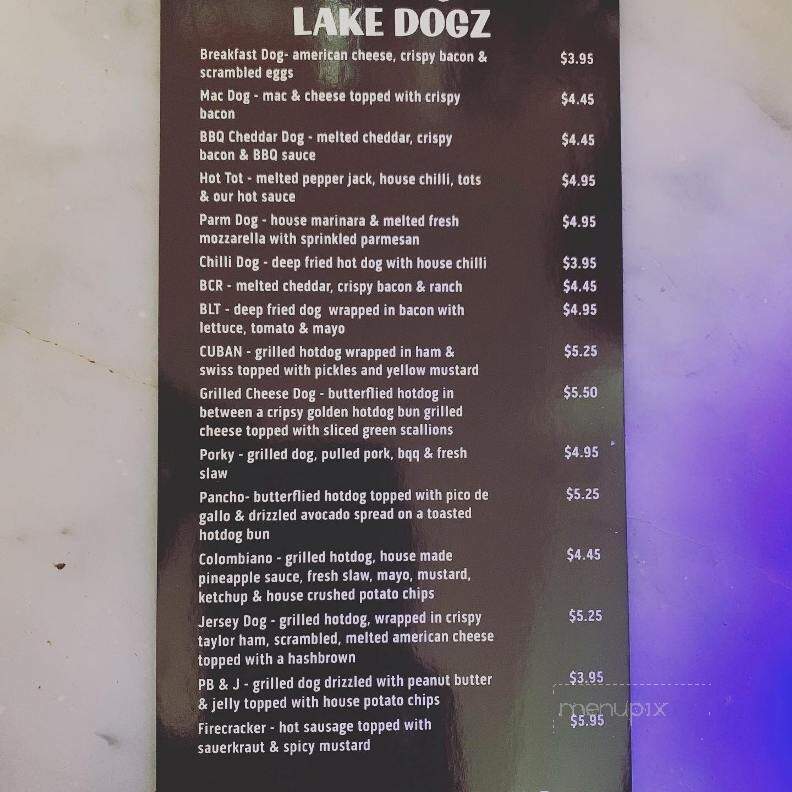 LAKE DOGZ
Breakfast Dog- american cheese, crispy bacon & $3.95
scrambled eggs
Mac Dog - mac & cheese topped with crispy $4.45
bacon
BBQ Cheddar Dog - melted cheddar, crispy $4.45
bacon & BBQ sauce
Hot Tot - melted pepper jack, house chilli, tots $4.95
& our hot sauce
Parm Dog - house marinara & melted fresh $4.95
mozzarella with sprinkled parmesan
Chilli Dog - deep fried hot dog with house chilli $3.95
BCR - melted cheddar, crispy bacon & ranch $4.45
BLT - deep fried dog wrapped in bacon with $4.95
lettuce, tomato & mayo
CUBAN - grilled hotdog wrapped in ham & $5.25
swiss topped with pickles and yellow mustard
Grilled Cheese Dog - butterflied hotdog in $5.50
between a cripsy golden hotdog bun grilled
cheese topped with sliced green scallions
Porky - grilled dog, pulled pork, bqq & fresh $4.95
slaw
Pancho- butterflied hotdog topped with pico de $5.25
gallo & drizzled avocado spread on a toasted
hotdog bun
Colombiano - grilled hotdog, house made $4.45
pineapple sauce, fresh slaw, mayo, mustard,
ketchup & house crushed potato chips
Jersey Dog - grilled hotdog, wrapped in crispy $5.25
taylor ham, scrambled, melted american cheese
topped with a hashbrown
PB & J - grilled dog drizzled with peanut butter $3.95
& jelly topped with house potato chips
menupix
Firecracker - hot sausage topped with $5.95
sauerkraut & spicy mustard